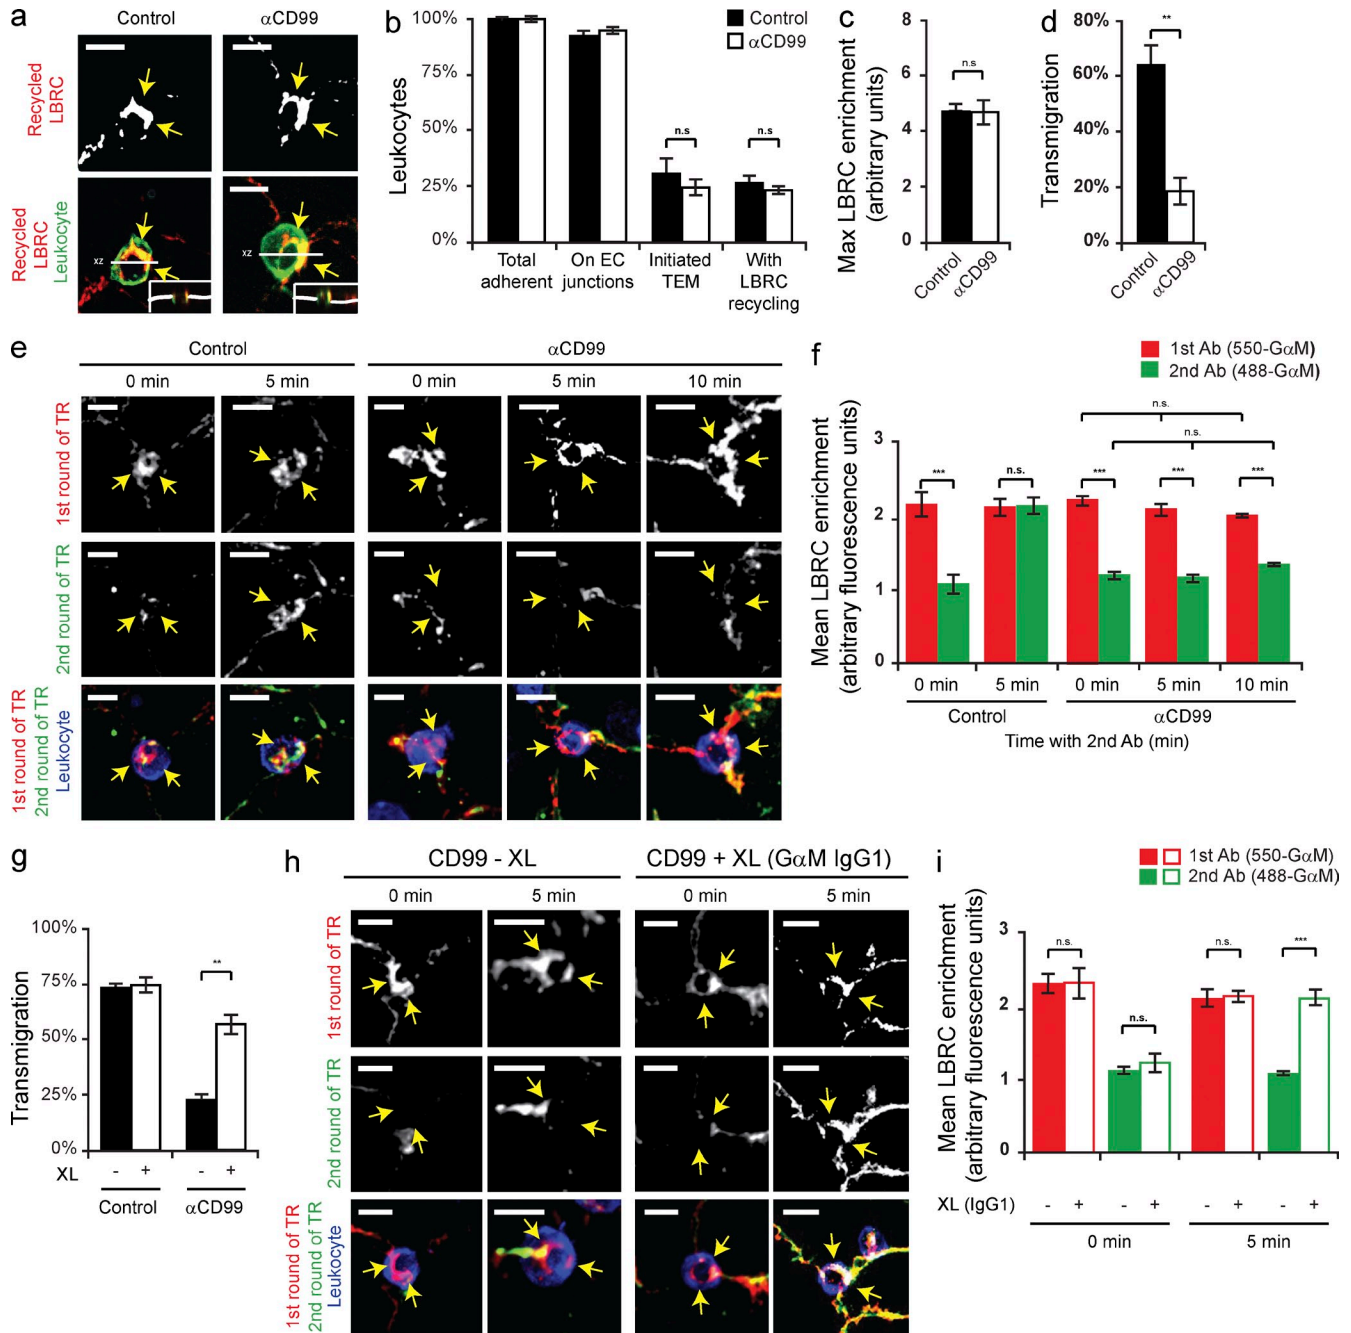 a
Control
αCD99
Recycled
LBRC
Recycled
LBRC
Leukocyte
xz
xz
b
Control
αCD99
Leukocytes
100%
75%
50%
25%
0%
n.s
n.s
Total
adherent
On EC
junctions
Initiated
TEM
With
LBRC
recycling
c
Max LBRC enrichment
(arbitrary units)
8
6
4
2
0
n.s
Control
αCD99
d
Transmigration
80%
60%
40%
20%
0%
**
Control
αCD99
e
Control
αCD99
0 min
5 min
0 min
5 min
10 min
1st round of TR
2nd round of TR
1st round of TR
2nd round of TR
Leukocyte
f
1st Ab (550-GαM)
2nd Ab (488-GαM)
Mean LBRC enrichment
(arbitrary fluorescence units)
3
2
1
0
n.s.
n.s.
***
n.s.
***
***
***
0 min
5 min
0 min
5 min
10 min
Control
αCD99
Time with 2nd Ab (min)
g
Transmigration
100%
75%
50%
25%
0%
**
XL
-
+
-
+
Control
αCD99
h
CD99 - XL
CD99 + XL (GαM IgG1)
0 min
5 min
0 min
5 min
1st round of TR
2nd round of TR
1st round of TR
2nd round of TR
Leukocyte
i
1st Ab (550-GαM)
2nd Ab (488-GαM)
Mean LBRC enrichment
(arbitrary fluorescence units)
3
2
1
0
n.s.
n.s.
n.s.
***
XL (IgG1)
-
+
-
+
-
+
-
+
0 min
5 min